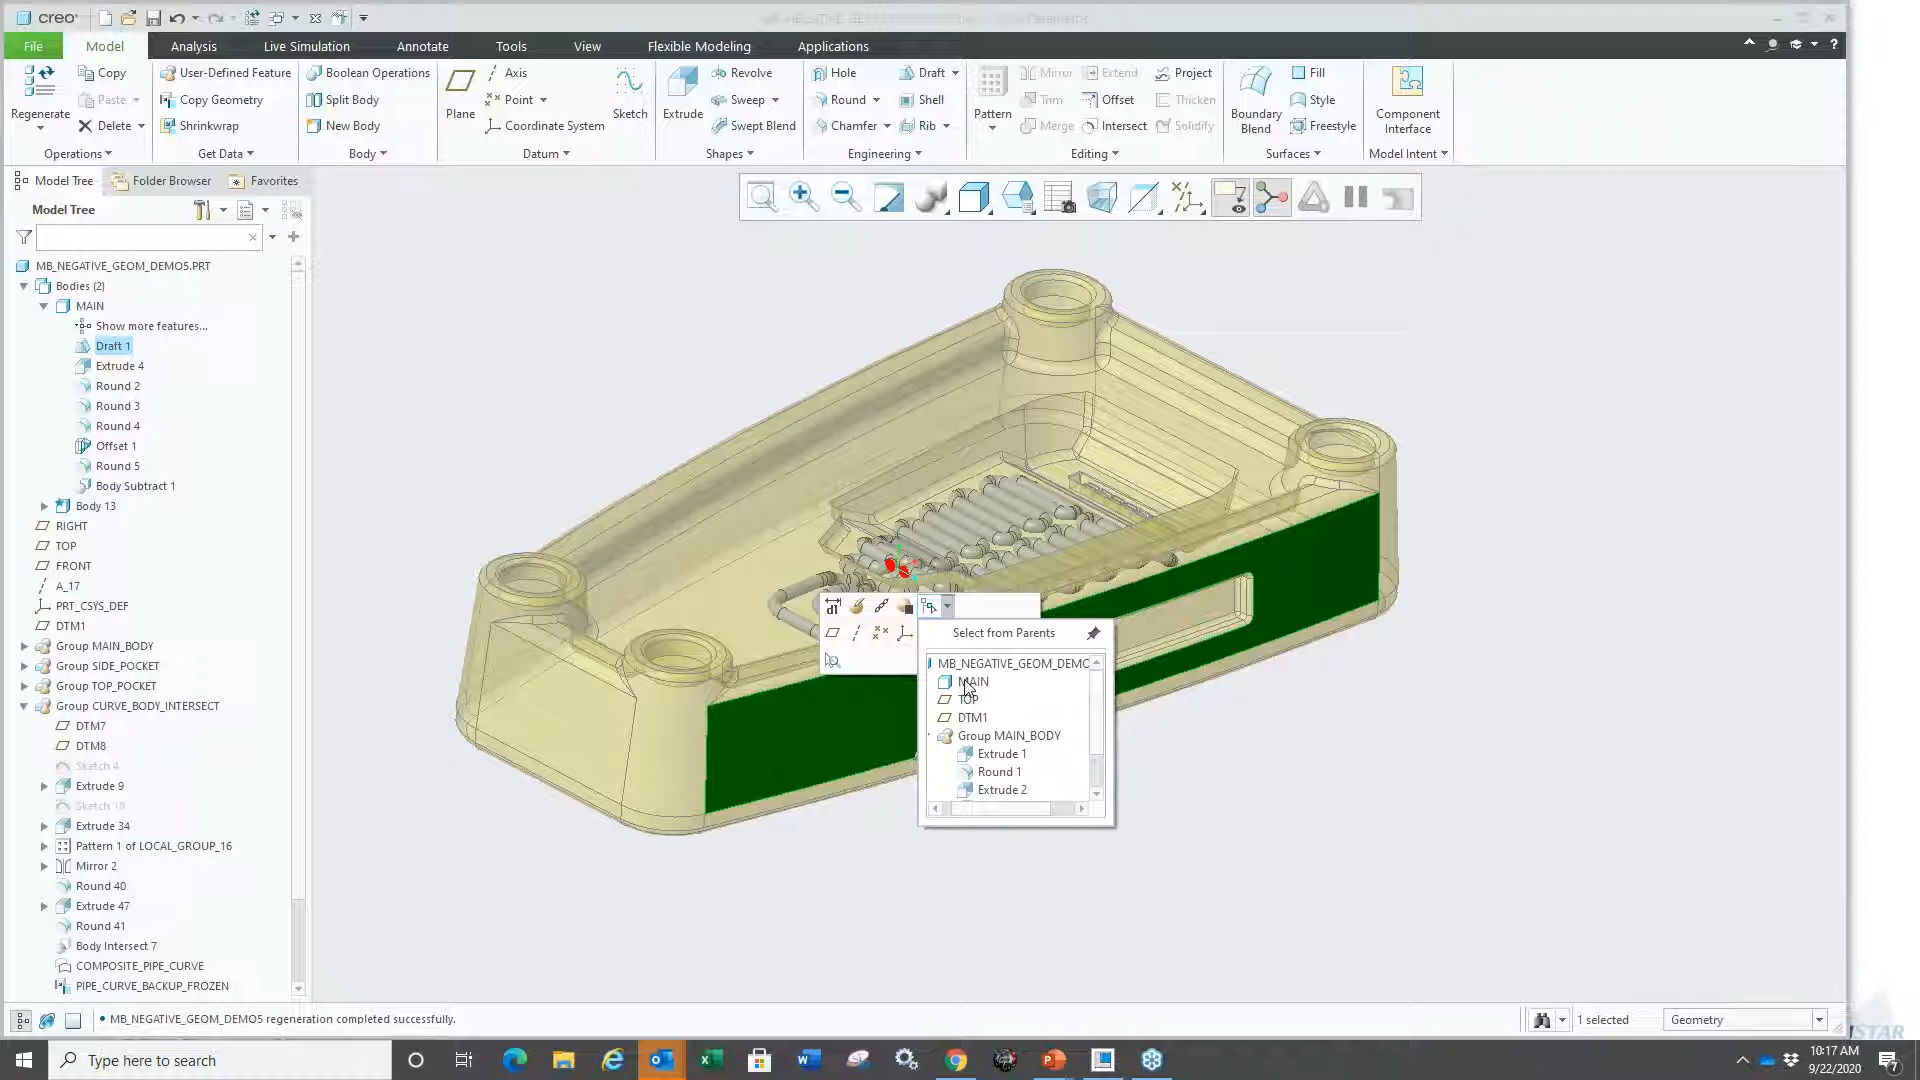 creo
File Model Analysis Live Simulation Annotate Tools View Flexible Modeling Applications
Regenerate
Copy
Paste
Delete
Operations
User-Defined Feature
Copy Geometry
Shrinkwrap
Get Data
Boolean Operations
Split Body
New Body
Body
Plane
Axis
Point
Coordinate System
Sketch
Datum
Extrude
Revolve
Sweep
Swept Blend
Shapes
Hole
Round
Chamfer
Draft
Shell
Rib
Engineering
Pattern
Mirror
Trim
Merge
Extend
Offset
Intersect
Project
Thicken
Solidify
Editing
Boundary
Blend
Fill
Style
Freestyle
Surfaces
Component
Interface
Model Intent
Model Tree Folder Browser Favorites
Model Tree
MB_NEGATIVE_GEOM_DEMO5.PRT
Bodies (2)
MAIN
Show more features...
Draft 1
Extrude 4
Round 2
Round 3
Round 4
Offset 1
Round 5
Body Subtract 1
Body 13
RIGHT
TOP
FRONT
A_17
PRT_CSYS_DEF
DTM1
Group MAIN_BODY
Group SIDE_POCKET
Group TOP_POCKET
Group CURVE_BODY_INTERSECT
DTM7
DTM8
Sketch 4
Extrude 9
Extrude 34
Pattern 1 of LOCAL_GROUP_16
Mirror 2
Round 40
Extrude 47
Round 41
Body Intersect 7
COMPOSITE_PIPE_CURVE
PIPE_CURVE_BACKUP_FROZEN
Select from Parents
MB_NEGATIVE_GEOM_DEMO
MAIN
TOP
DTM1
Group MAIN_BODY
Extrude 1
Round 1
Extrude 2
• MB_NEGATIVE_GEOM_DEMO5 regeneration completed successfully.
1 selected
Geometry
Type here to search
10:17 AM
9/22/2020
7